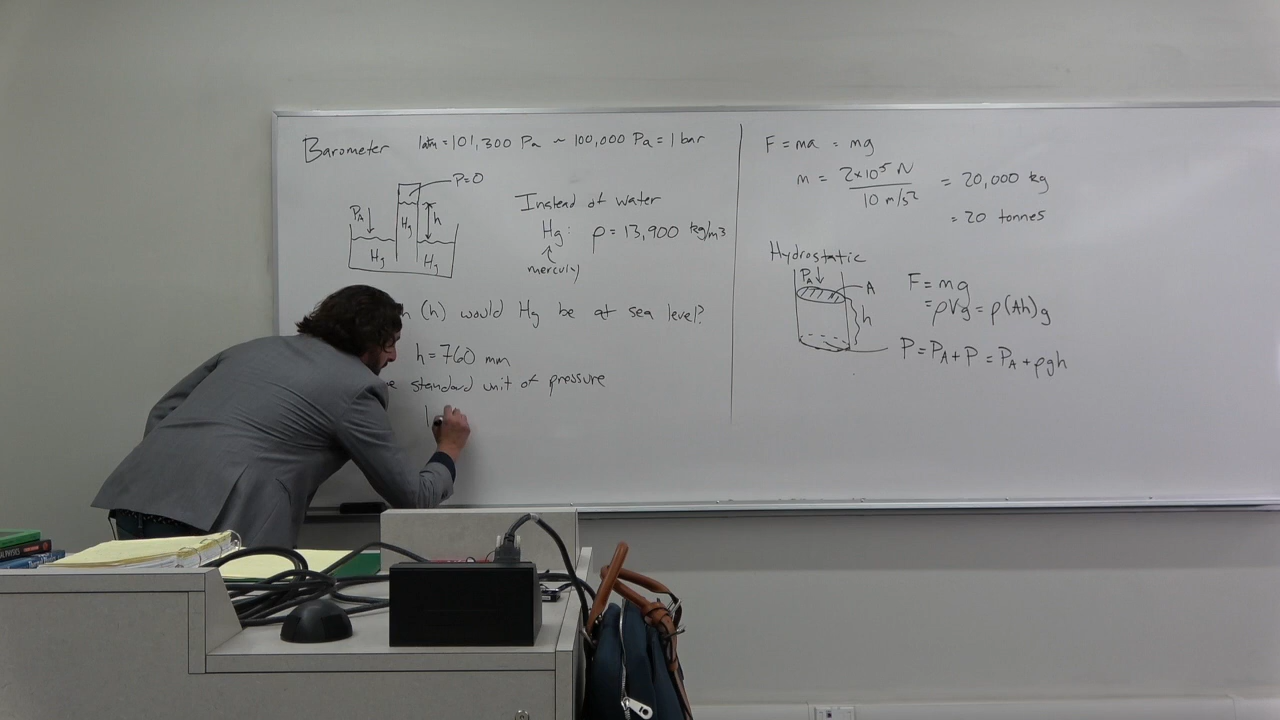 Barometer 1atm = 101,300 Pa ~ 100,000 Pa = 1 bar
P=0
PA
h
Hg
Hg
Hg
Instead of water
Hg: ρ = 13,900 kg/m³
↑
mercury
(h) would Hg be at sea level?
h = 760 mm
standard unit of pressure
F = ma = mg
m = 2×10⁵ N / 10 m/s² = 20,000 kg
= 20 tonnes
Hydrostatic
PA
A
h
F = mg
= ρVg = ρ(Ah)g
P = PA + P = PA + ρgh